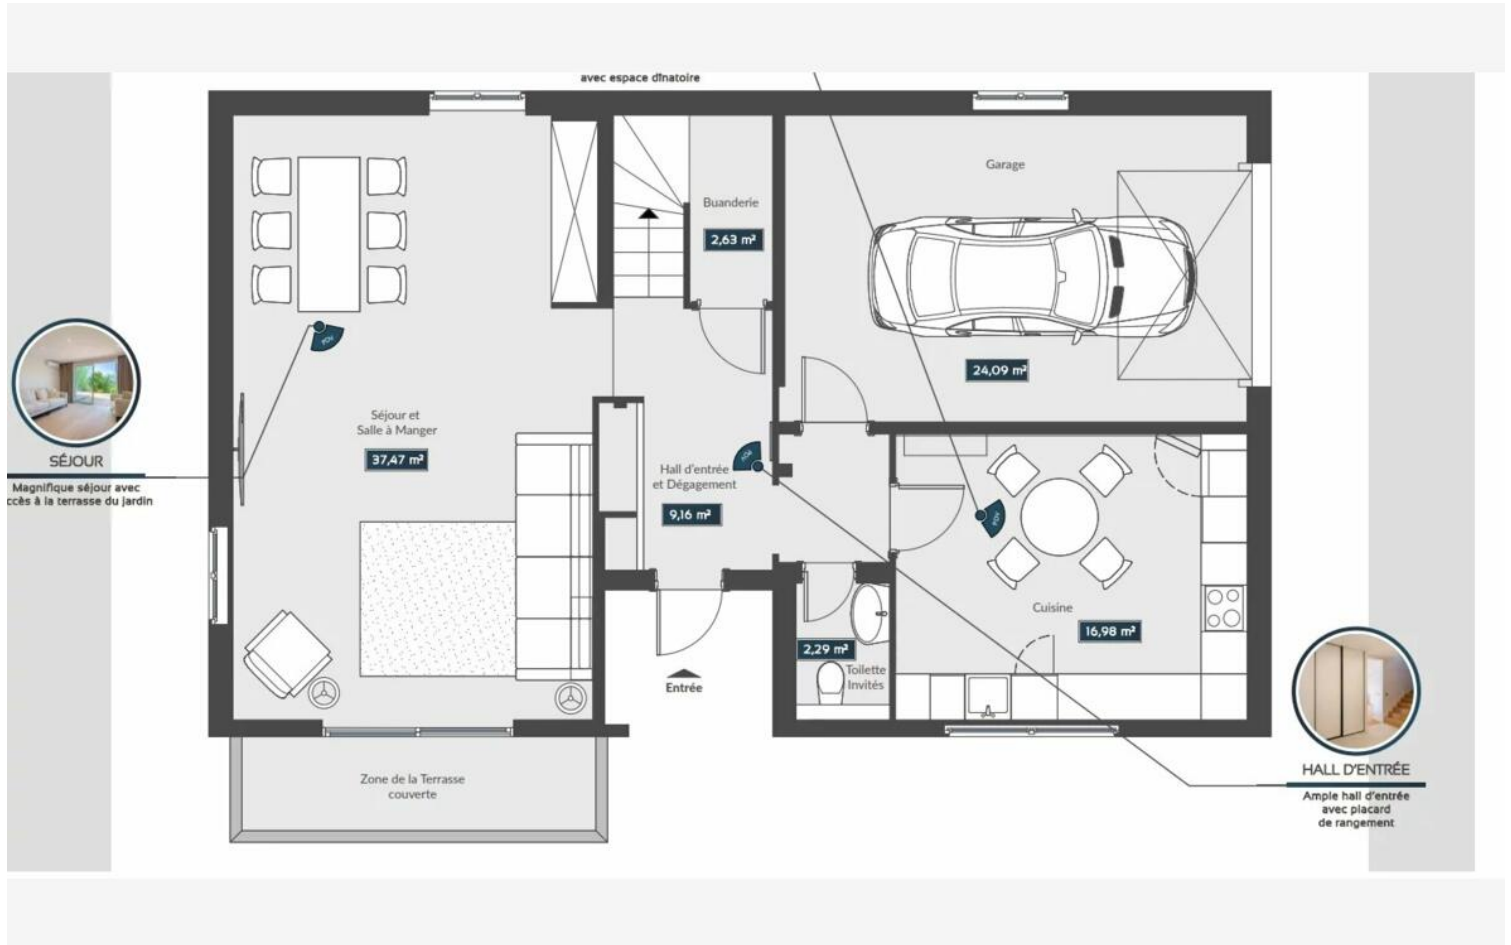 avec espace dînatoire
Garage
24,09 m²
Buanderie
2,63 m²
Séjour et
Salle à Manger
37,47 m²
PDV
SÉJOUR
Magnifique séjour avec
ccès à la terrasse du jardin
Hall d'entrée
et Dégagement
9,16 m²
PDV
PDV
Cuisine
16,98 m²
2,29 m²
Toilette
Invités
Entrée
Zone de la Terrasse
couverte
HALL D'ENTRÉE
Ample hall d'entrée
avec placard
de rangement